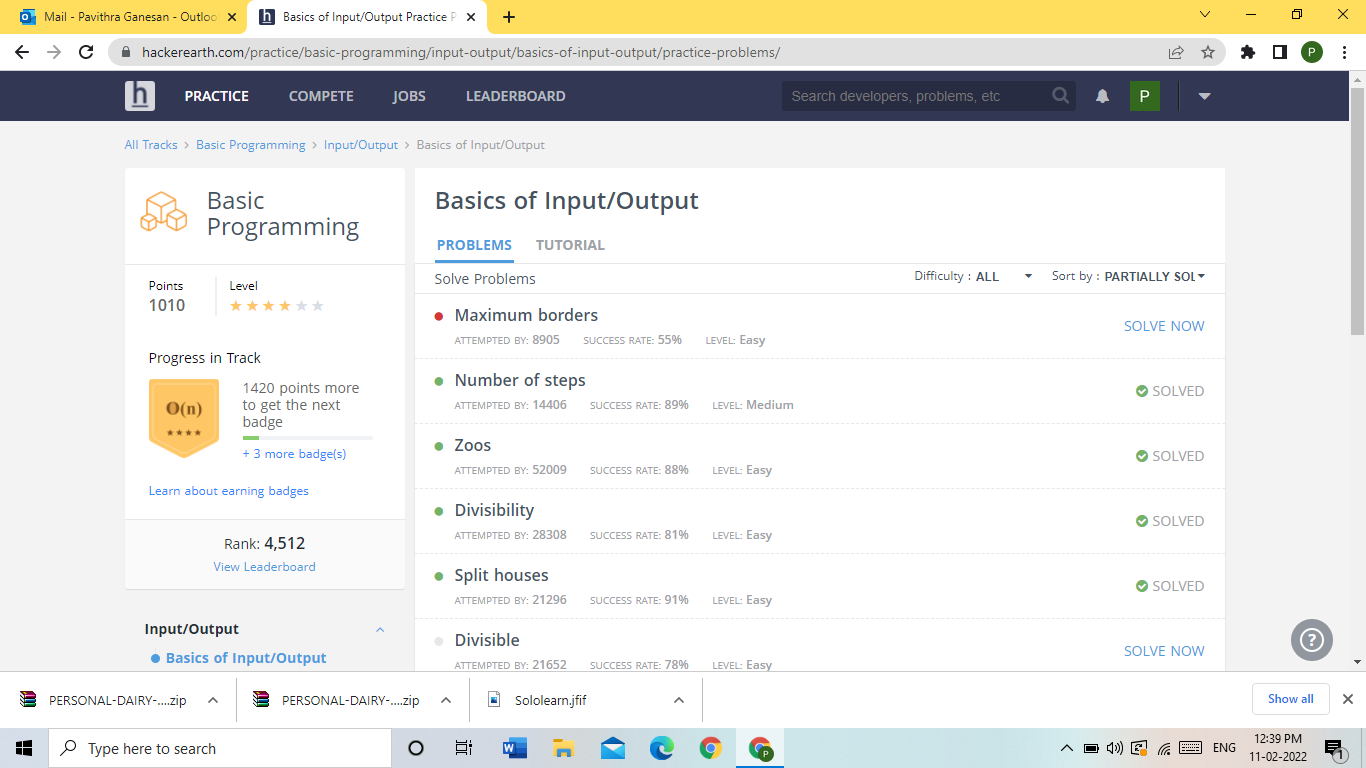 Mail - Pavithra Ganesan - Outloo
Basics of Input/Output Practice P
hackerearth.com/practice/basic-programming/input-output/basics-of-input-output/practice-problems/
P
h
PRACTICE
COMPETE
JOBS
LEADERBOARD
Search developers, problems, etc
P
All Tracks > Basic Programming > Input/Output > Basics of Input/Output
Basic
Programming
Points
1010
Level
Progress in Track
O(n)
1420 points more
to get the next
badge
+ 3 more badge(s)
Learn about earning badges
Rank: 4,512
View Leaderboard
Input/Output
Basics of Input/Output
Basics of Input/Output
PROBLEMS
TUTORIAL
Solve Problems
Difficulty : ALL
Sort by : PARTIALLY SOL
Maximum borders
ATTEMPTED BY: 8905 SUCCESS RATE: 55% LEVEL: Easy
SOLVE NOW
Number of steps
ATTEMPTED BY: 14406 SUCCESS RATE: 89% LEVEL: Medium
SOLVED
Zoos
ATTEMPTED BY: 52009 SUCCESS RATE: 88% LEVEL: Easy
SOLVED
Divisibility
ATTEMPTED BY: 28308 SUCCESS RATE: 81% LEVEL: Easy
SOLVED
Split houses
ATTEMPTED BY: 21296 SUCCESS RATE: 91% LEVEL: Easy
SOLVED
Divisible
ATTEMPTED BY: 21652 SUCCESS RATE: 78% LEVEL: Easy
SOLVE NOW
?
PERSONAL-DAIRY-....zip
PERSONAL-DAIRY-....zip
Sololearn.jfif
Show all
Type here to search
W
P
ENG
12:39 PM
11-02-2022
1